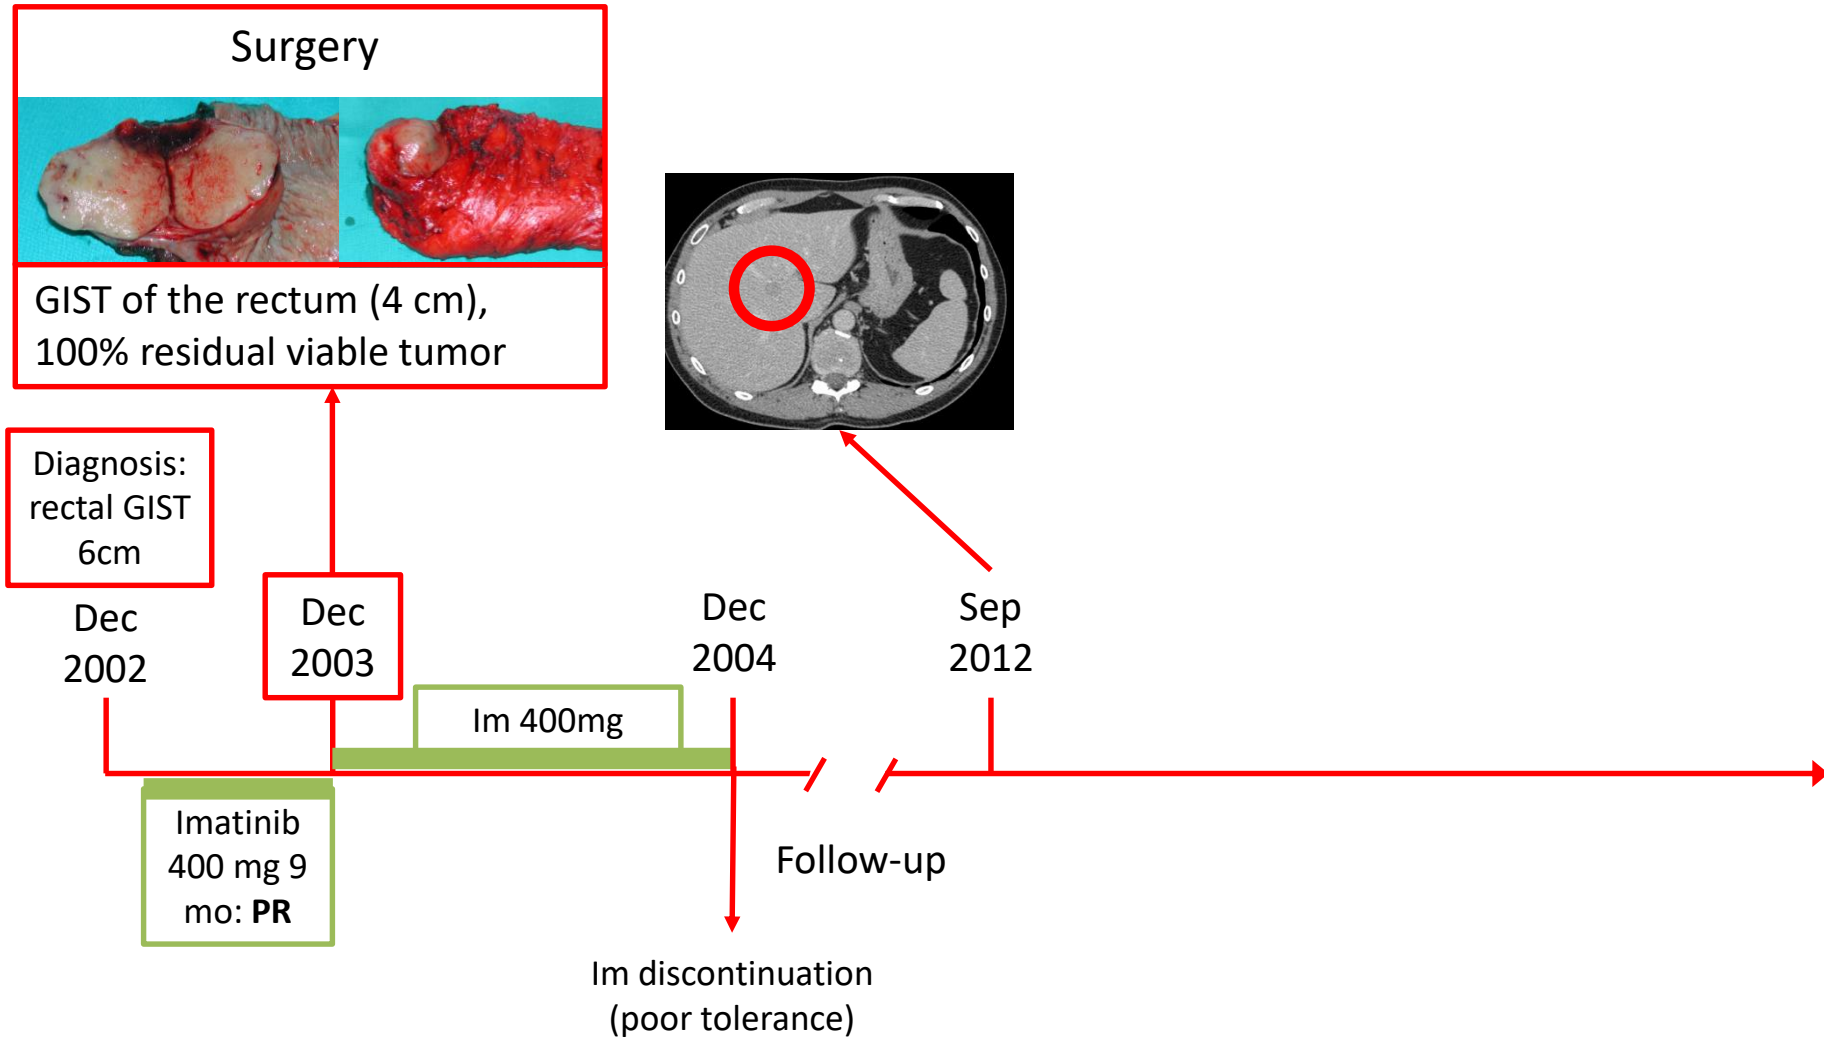 Surgery
GIST of the rectum (4 cm),
100% residual viable tumor
Diagnosis:
rectal GIST
6cm
Dec
2002
Dec
2003
Dec
2004
Sep
2012
Im 400mg
Imatinib
400 mg 9
mo: PR
Follow-up
Im discontinuation
(poor tolerance)